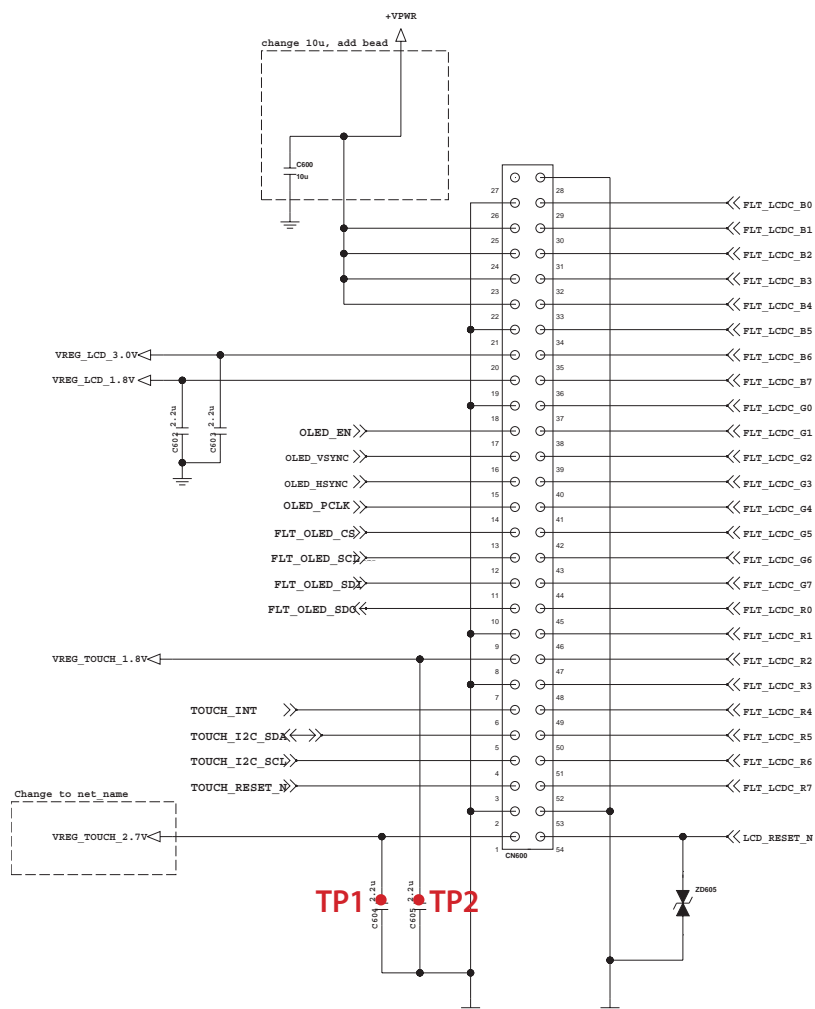 +VPWR
change 10u, add bead
C600
10u
27 28
FLT_LCDC_B0
26 29
FLT_LCDC_B1
25 30
FLT_LCDC_B2
24 31
FLT_LCDC_B3
23 32
FLT_LCDC_B4
22 33
FLT_LCDC_B5
21 34
VREG_LCD_3.0V
FLT_LCDC_B6
20 35
VREG_LCD_1.8V
FLT_LCDC_B7
19 36
FLT_LCDC_G0
C602 2.2u
C603 2.2u
18 37
OLED_EN
FLT_LCDC_G1
17 38
OLED_VSYNC
FLT_LCDC_G2
16 39
OLED_HSYNC
FLT_LCDC_G3
15 40
OLED_PCLK
FLT_LCDC_G4
14 41
FLT_OLED_CS
FLT_LCDC_G5
13 42
FLT_OLED_SCL
FLT_LCDC_G6
12 43
FLT_OLED_SDI
FLT_LCDC_G7
11 44
FLT_OLED_SDO
FLT_LCDC_R0
10 45
FLT_LCDC_R1
9 46
VREG_TOUCH_1.8V
FLT_LCDC_R2
8 47
FLT_LCDC_R3
7 48
TOUCH_INT
FLT_LCDC_R4
6 49
TOUCH_I2C_SDA
FLT_LCDC_R5
5 50
TOUCH_I2C_SCL
FLT_LCDC_R6
4 51
TOUCH_RESET_N
FLT_LCDC_R7
Change to net_name
3 52
2 53
VREG_TOUCH_2.7V
LCD_RESET_N
1 54
CN600
TP1
C604 2.2u
C605 2.2u
TP2
ZD605